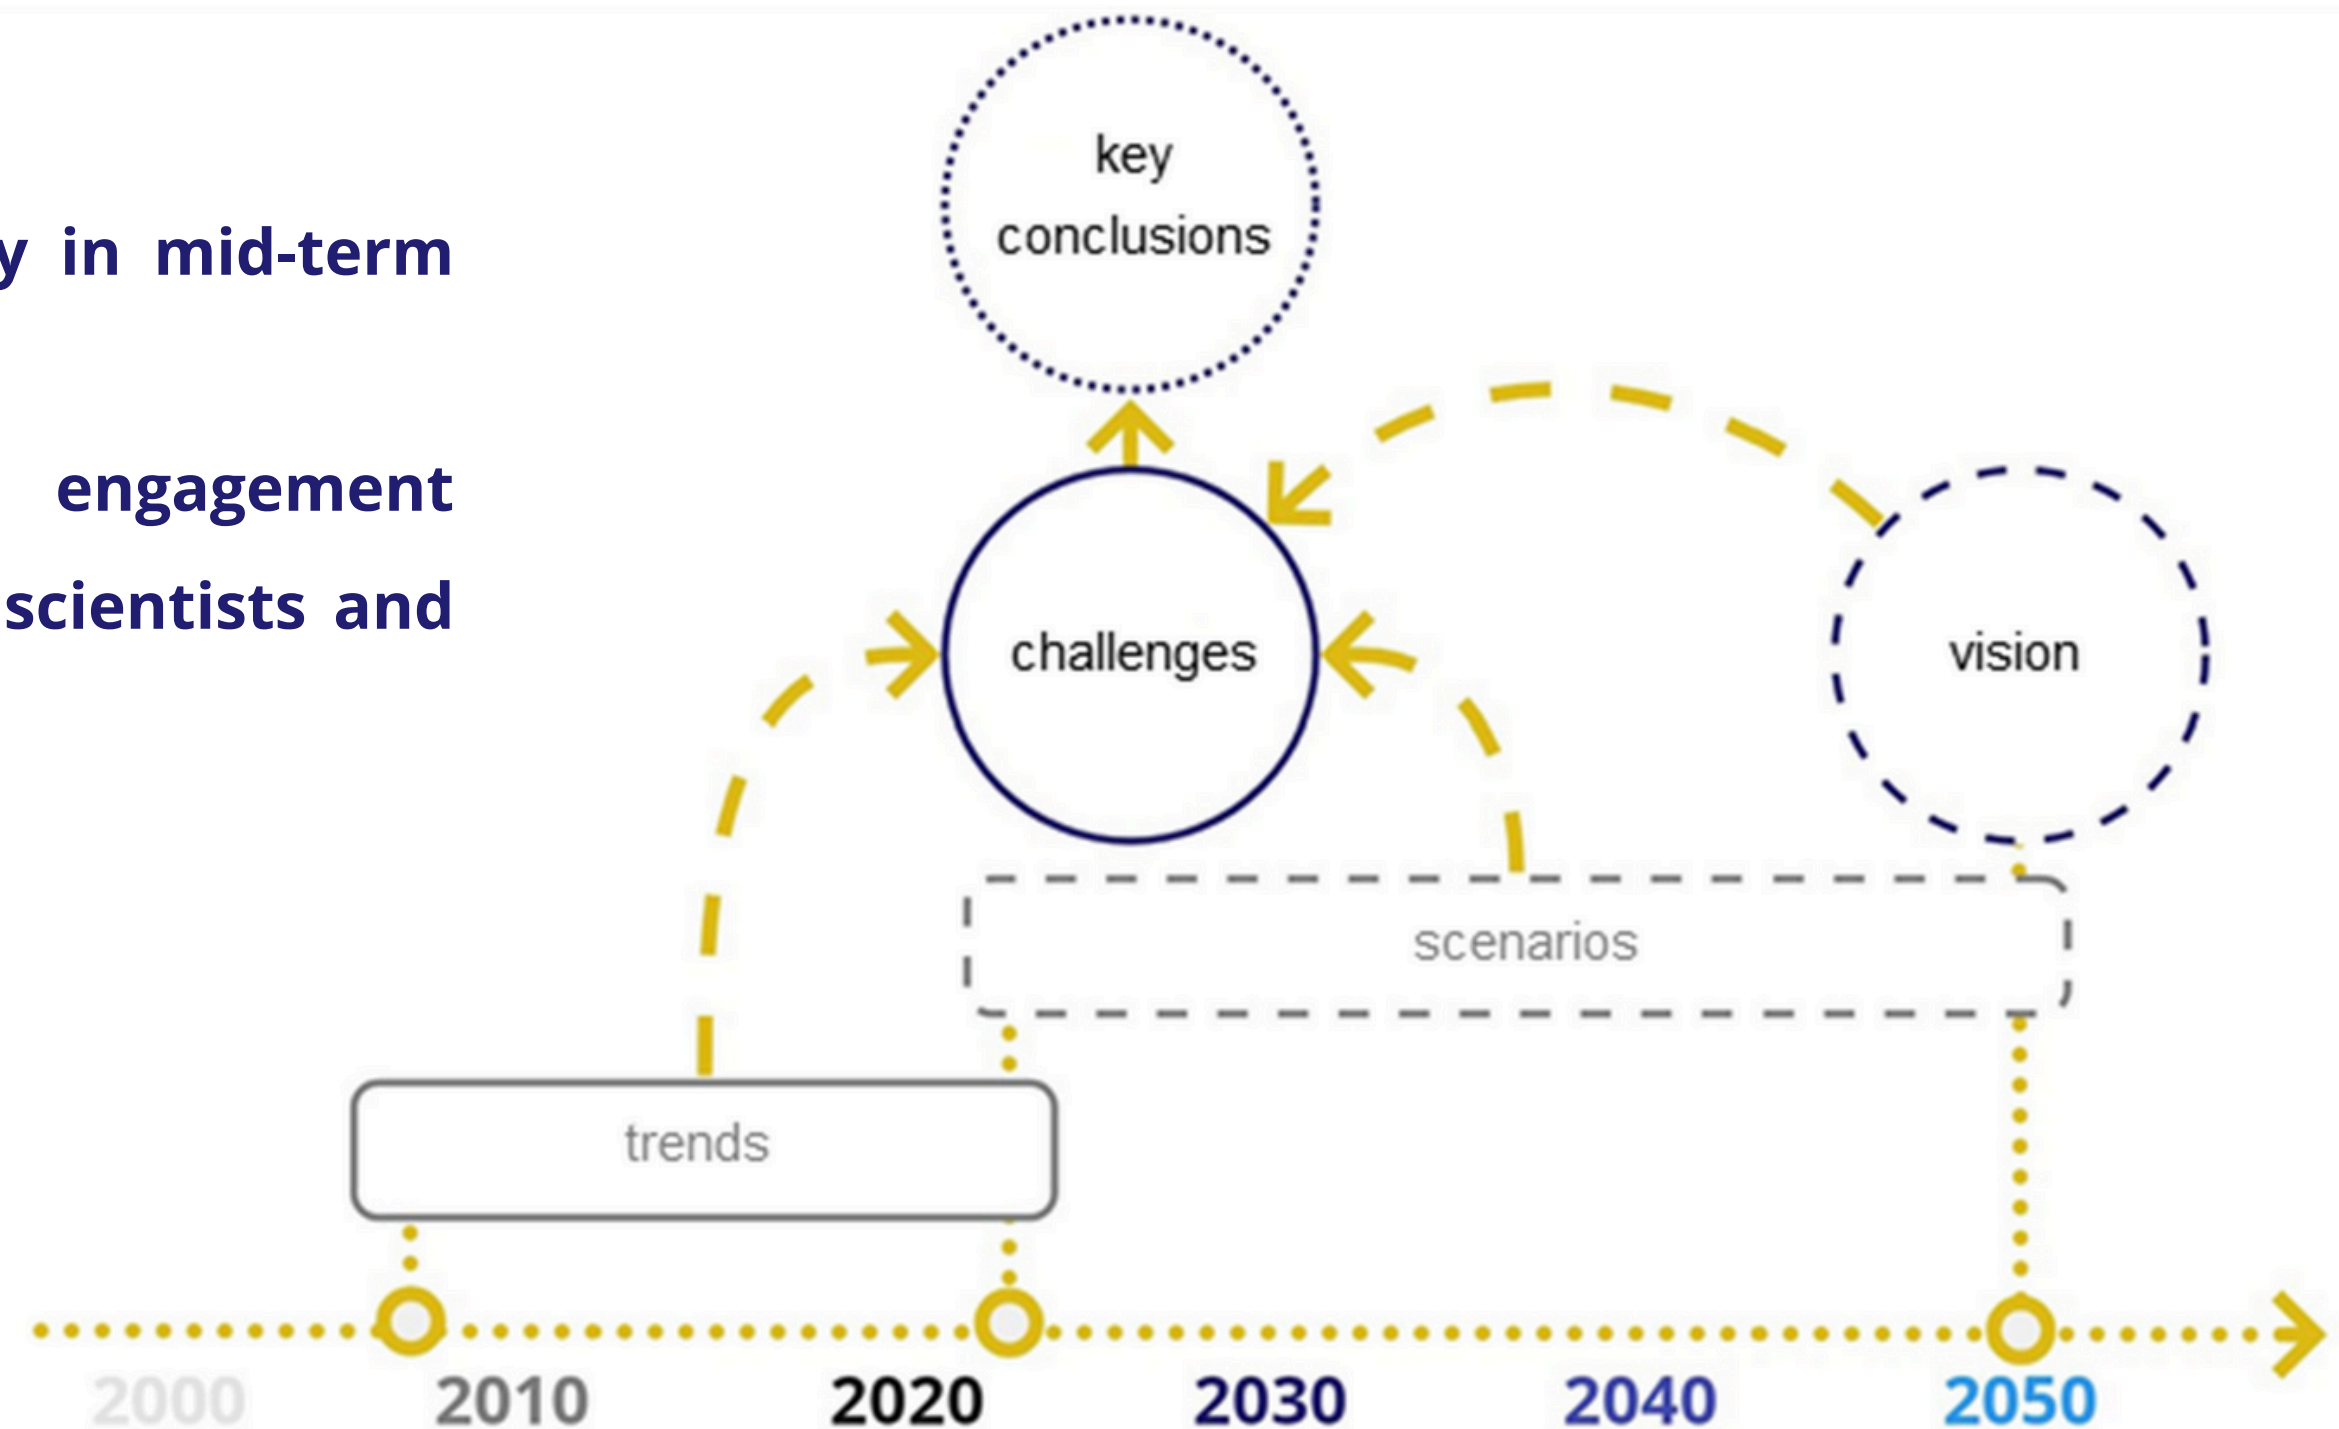 y in mid-term
engagement
scientists and
key
conclusions
challenges
vision
scenarios
trends
2000 2010 2020 2030 2040 2050